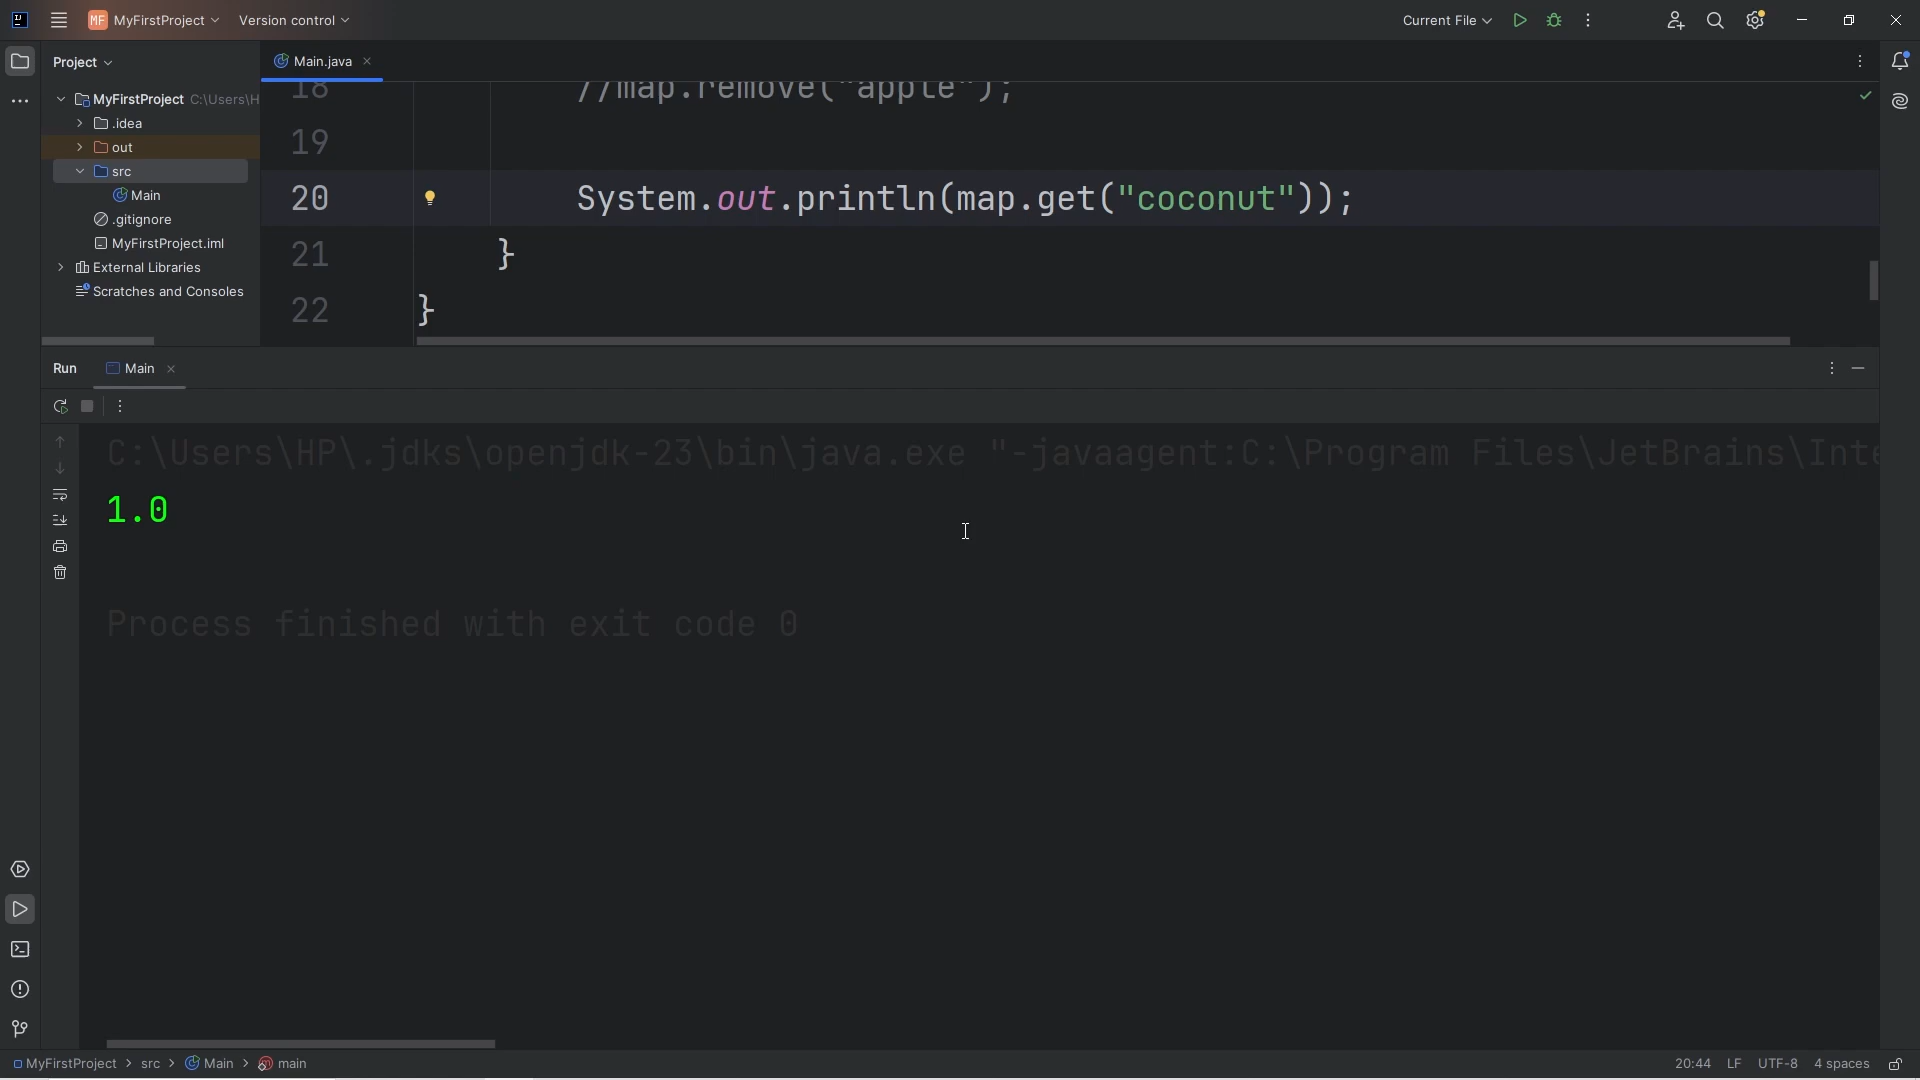 MF MyFirstProject Version control Current File
Project Main.java
MyFirstProject C:\Users\H
.idea
out
src
Main
.gitignore
MyFirstProject.iml
External Libraries
Scratches and Consoles
18 //map.remove("apple");
19
20 System.out.println(map.get("coconut"));
21 }
22 }
Run Main
C:\Users\HP\.jdks\openjdk-23\bin\java.exe "-javaagent:C:\Program Files\JetBrains\Inte
1.0
Process finished with exit code 0
MyFirstProject > src > Main > main 20:44 LF UTF-8 4 spaces